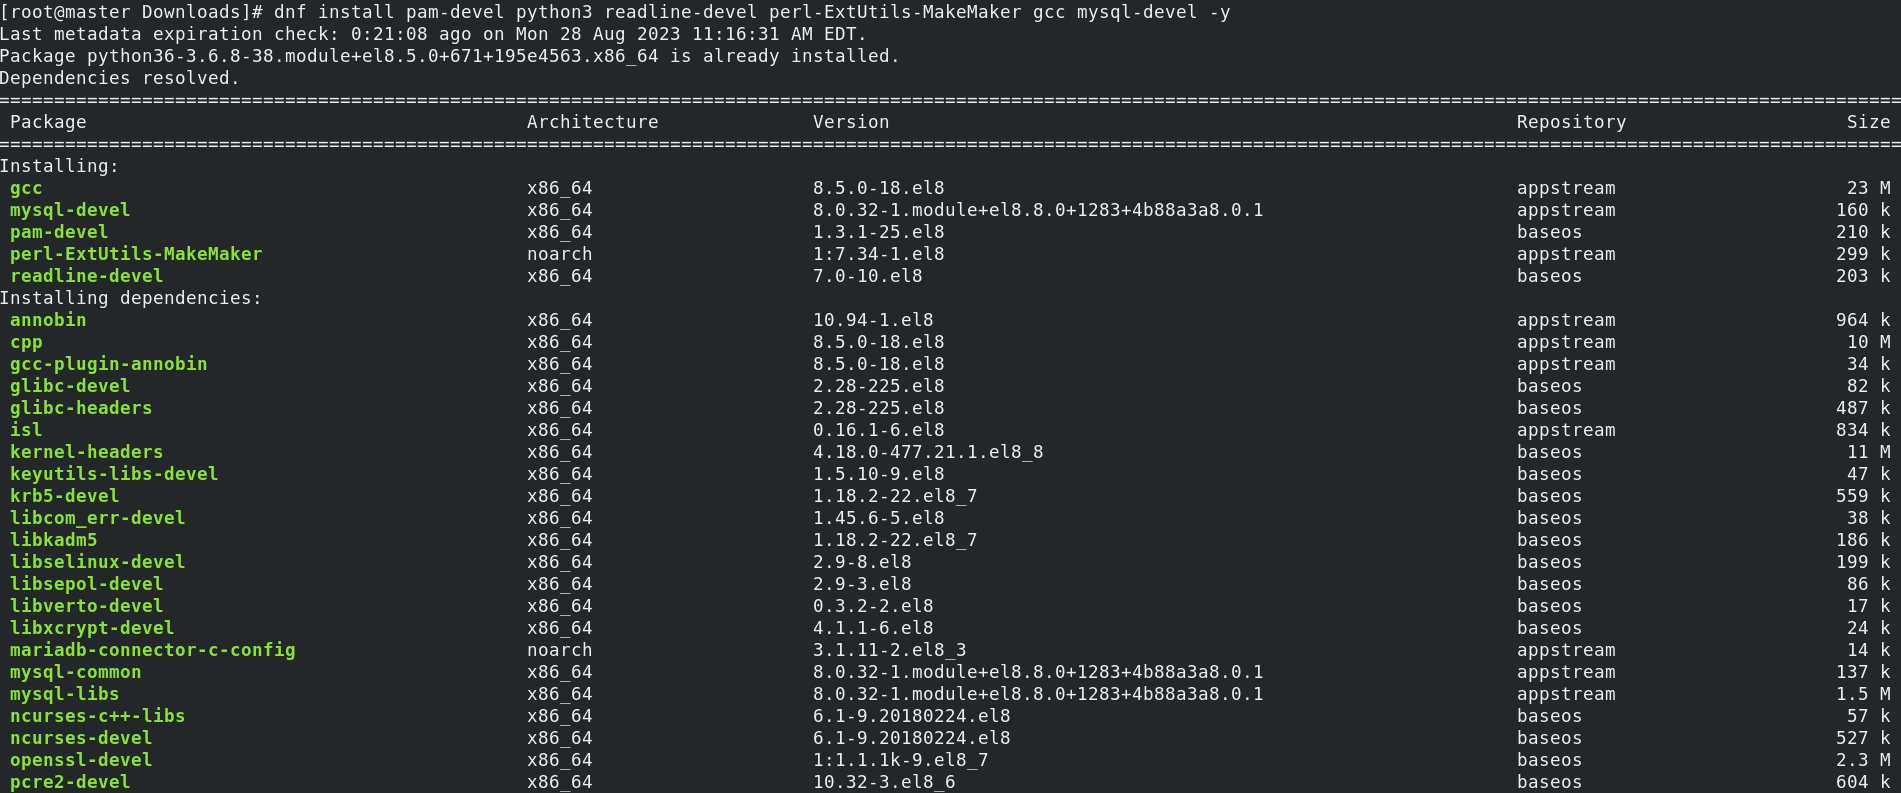 [root@master Downloads]# dnf install pam-devel python3 readline-devel perl-ExtUtils-MakeMaker gcc mysql-devel -y
Last metadata expiration check: 0:21:08 ago on Mon 28 Aug 2023 11:16:31 AM EDT.
Package python36-3.6.8-38.module+el8.5.0+671+195e4563.x86_64 is already installed.
Dependencies resolved.
Package Architecture Version Repository Size
Installing:
gcc x86_64 8.5.0-18.el8 appstream 23 M
mysql-devel x86_64 8.0.32-1.module+el8.8.0+1283+4b88a3a8.0.1 appstream 160 k
pam-devel x86_64 1.3.1-25.el8 baseos 210 k
perl-ExtUtils-MakeMaker noarch 1:7.34-1.el8 appstream 299 k
readline-devel x86_64 7.0-10.el8 baseos 203 k
Installing dependencies:
annobin x86_64 10.94-1.el8 appstream 964 k
cpp x86_64 8.5.0-18.el8 appstream 10 M
gcc-plugin-annobin x86_64 8.5.0-18.el8 appstream 34 k
glibc-devel x86_64 2.28-225.el8 baseos 82 k
glibc-headers x86_64 2.28-225.el8 baseos 487 k
isl x86_64 0.16.1-6.el8 appstream 834 k
kernel-headers x86_64 4.18.0-477.21.1.el8_8 baseos 11 M
keyutils-libs-devel x86_64 1.5.10-9.el8 baseos 47 k
krb5-devel x86_64 1.18.2-22.el8_7 baseos 559 k
libcom_err-devel x86_64 1.45.6-5.el8 baseos 38 k
libkadm5 x86_64 1.18.2-22.el8_7 baseos 186 k
libselinux-devel x86_64 2.9-8.el8 baseos 199 k
libsepol-devel x86_64 2.9-3.el8 baseos 86 k
libverto-devel x86_64 0.3.2-2.el8 baseos 17 k
libxcrypt-devel x86_64 4.1.1-6.el8 baseos 24 k
mariadb-connector-c-config noarch 3.1.11-2.el8_3 appstream 14 k
mysql-common x86_64 8.0.32-1.module+el8.8.0+1283+4b88a3a8.0.1 appstream 137 k
mysql-libs x86_64 8.0.32-1.module+el8.8.0+1283+4b88a3a8.0.1 appstream 1.5 M
ncurses-c++-libs x86_64 6.1-9.20180224.el8 baseos 57 k
ncurses-devel x86_64 6.1-9.20180224.el8 baseos 527 k
openssl-devel x86_64 1:1.1.1k-9.el8_7 baseos 2.3 M
pcre2-devel x86_64 10.32-3.el8_6 baseos 604 k